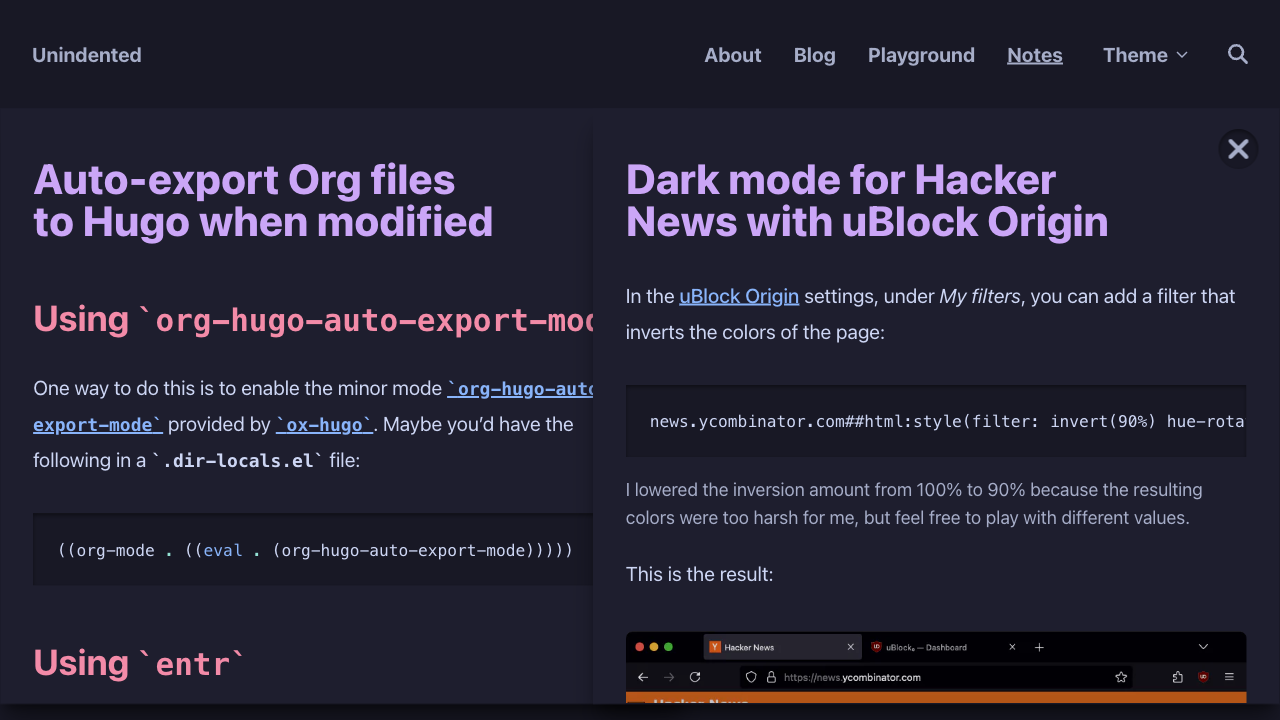 Unindented
About Blog Playground Notes Theme
Auto-export Org files
to Hugo when modified
Using `org-hugo-auto-export-mod
One way to do this is to enable the minor mode `org-hugo-auto
export-mode` provided by `ox-hugo`. Maybe you’d have the
following in a `.dir-locals.el` file:
((org-mode . ((eval . (org-hugo-auto-export-mode)))))
Using `entr`
Dark mode for Hacker
News with uBlock Origin
In the uBlock Origin settings, under My filters, you can add a filter that
inverts the colors of the page:
news.ycombinator.com##html:style(filter: invert(90%) hue-rota
I lowered the inversion amount from 100% to 90% because the resulting
colors were too harsh for me, but feel free to play with different values.
This is the result:
Hacker News
uBlock₀ — Dashboard
https://news.ycombinator.com
Hacker News